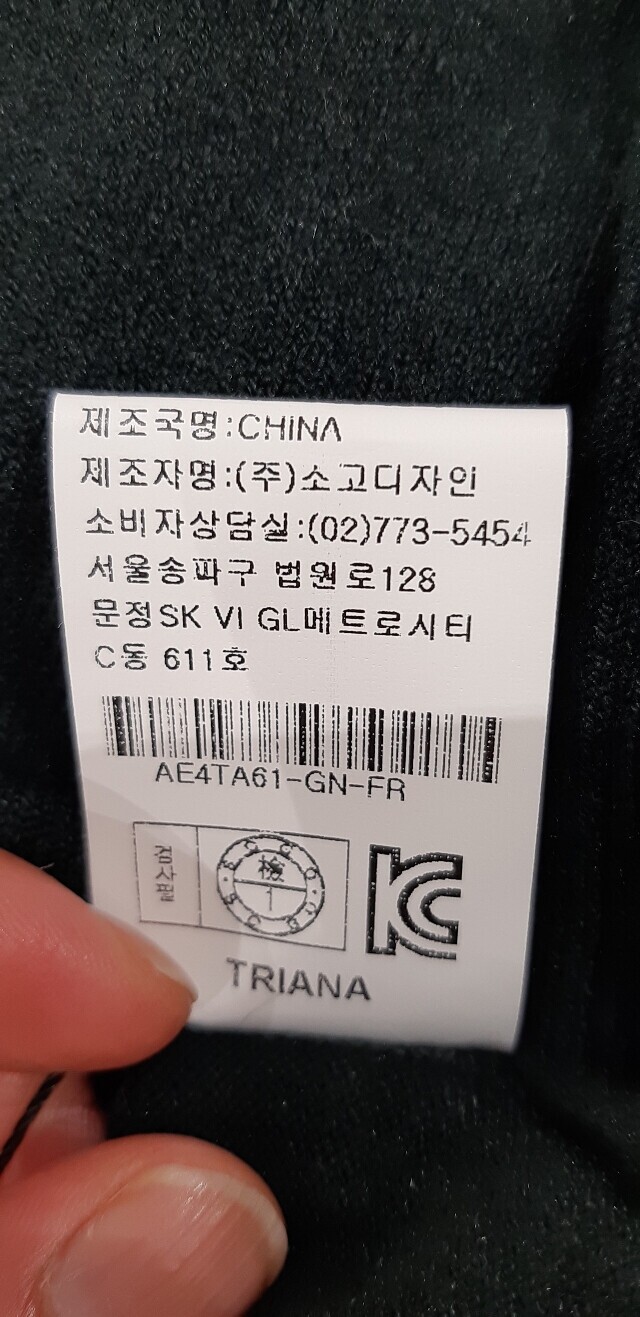 제조국명:CHINA
제조자명:(주)소고디자인
소비자상담실:(02)773-5454
서울송파구 법원로128
문정SK VI GL메트로시티
C동 611호
AE4TA61-GN-FR
검사필
檢
1
TRIANA